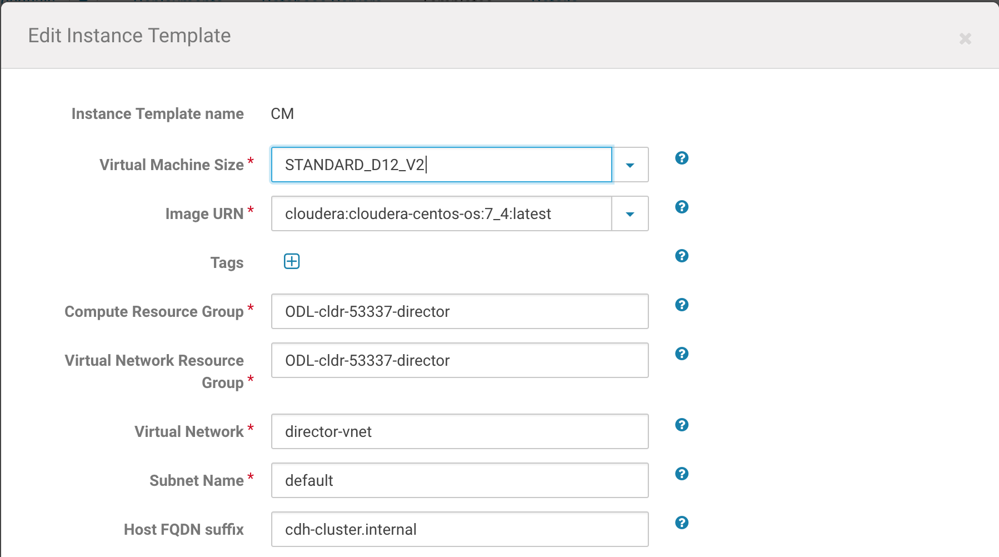 Edit Instance Template
Instance Template name CM
Virtual Machine Size * STANDARD_D12_V2
Image URN * cloudera:cloudera-centos-os:7_4:latest
Tags
Compute Resource Group * ODL-cldr-53337-director
Virtual Network Resource
Group * ODL-cldr-53337-director
Virtual Network * director-vnet
Subnet Name * default
Host FQDN suffix cdh-cluster.internal